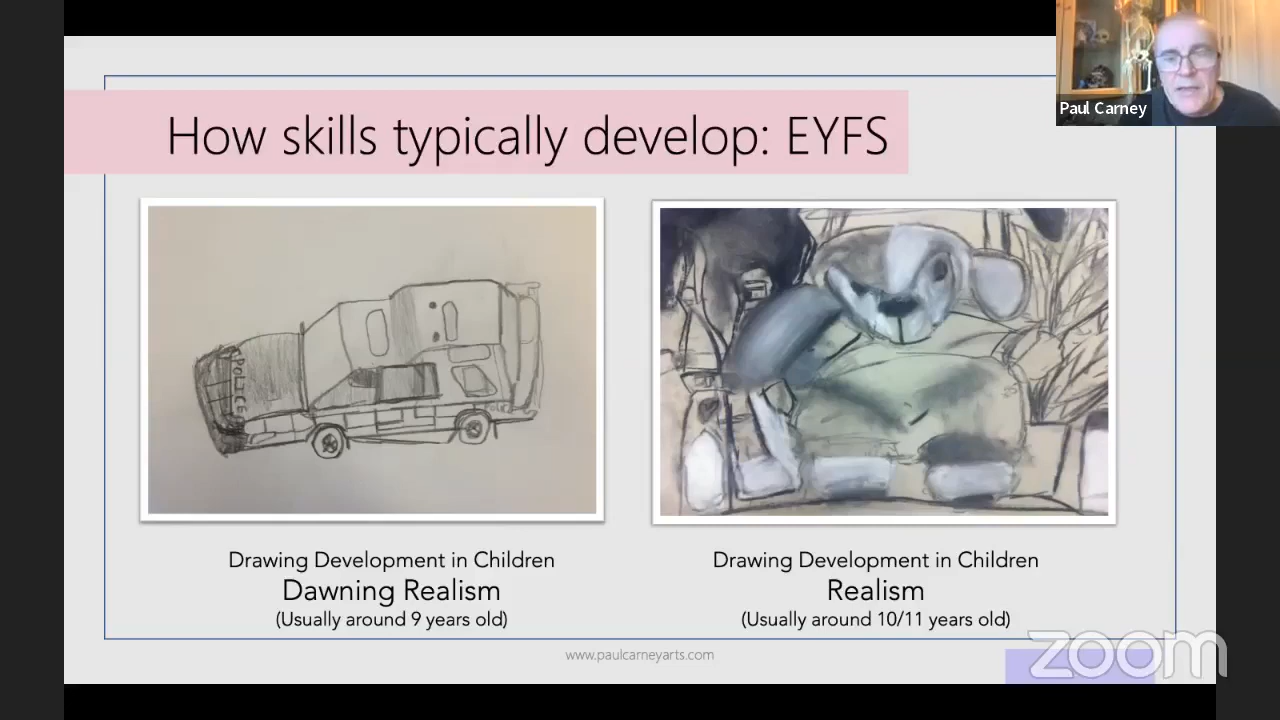 How skills typically develop: EYFS
Paul Carney
POLICE
Drawing Development in Children
Dawning Realism
(Usually around 9 years old)
Drawing Development in Children
Realism
(Usually around 10/11 years old)
www.paulcarneyarts.com
zoom